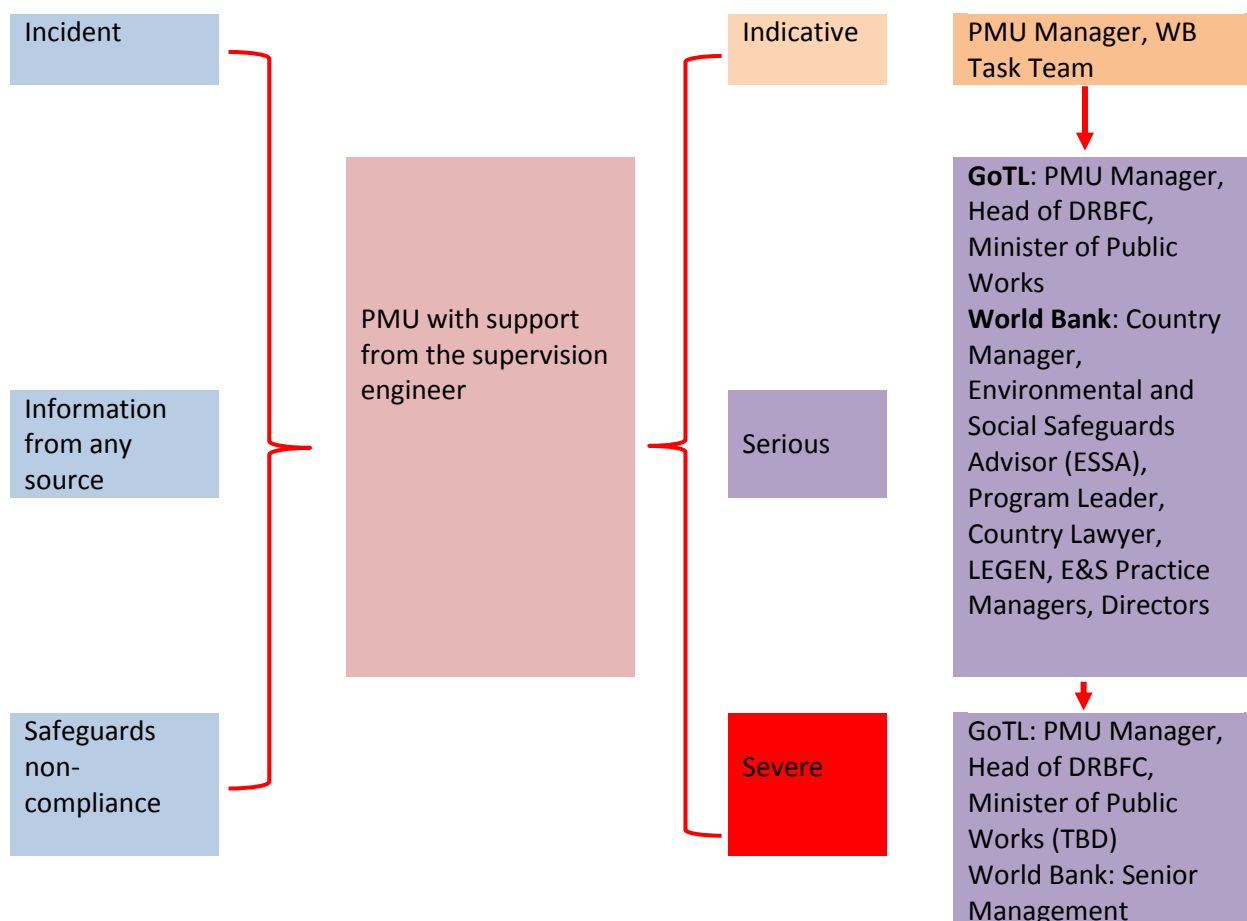 Incident
Information
from any
source
Safeguards
non-
compliance
PMU with support
from the supervision
engineer
Indicative
Serious
Severe
PMU Manager, WB
Task Team
GoTL: PMU Manager,
Head of DRBFC,
Minister of Public
Works
World Bank: Country
Manager,
Environmental and
Social Safeguards
Advisor (ESSA),
Program Leader,
Country Lawyer,
LEGEN, E&S Practice
Managers, Directors
GoTL: PMU Manager,
Head of DRBFC,
Minister of Public
Works (TBD)
World Bank: Senior
Management